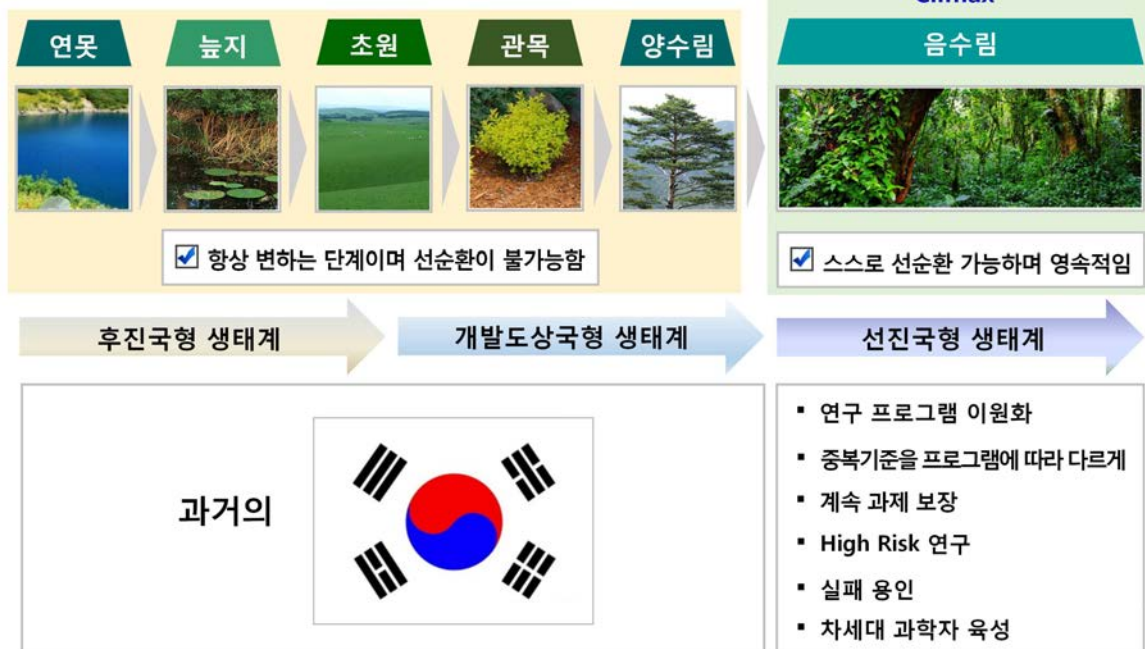 Climax
연못
늪지
초원
관목
양수림
음수림
항상 변하는 단계이며 선순환이 불가능함
스스로 선순환 가능하며 영속적임
후진국형 생태계
개발도상국형 생태계
선진국형 생태계
과거의
▪ 연구 프로그램 이원화
▪ 중복기준을 프로그램에 따라 다르게
▪ 계속 과제 보장
▪ High Risk 연구
▪ 실패 용인
▪ 차세대 과학자 육성